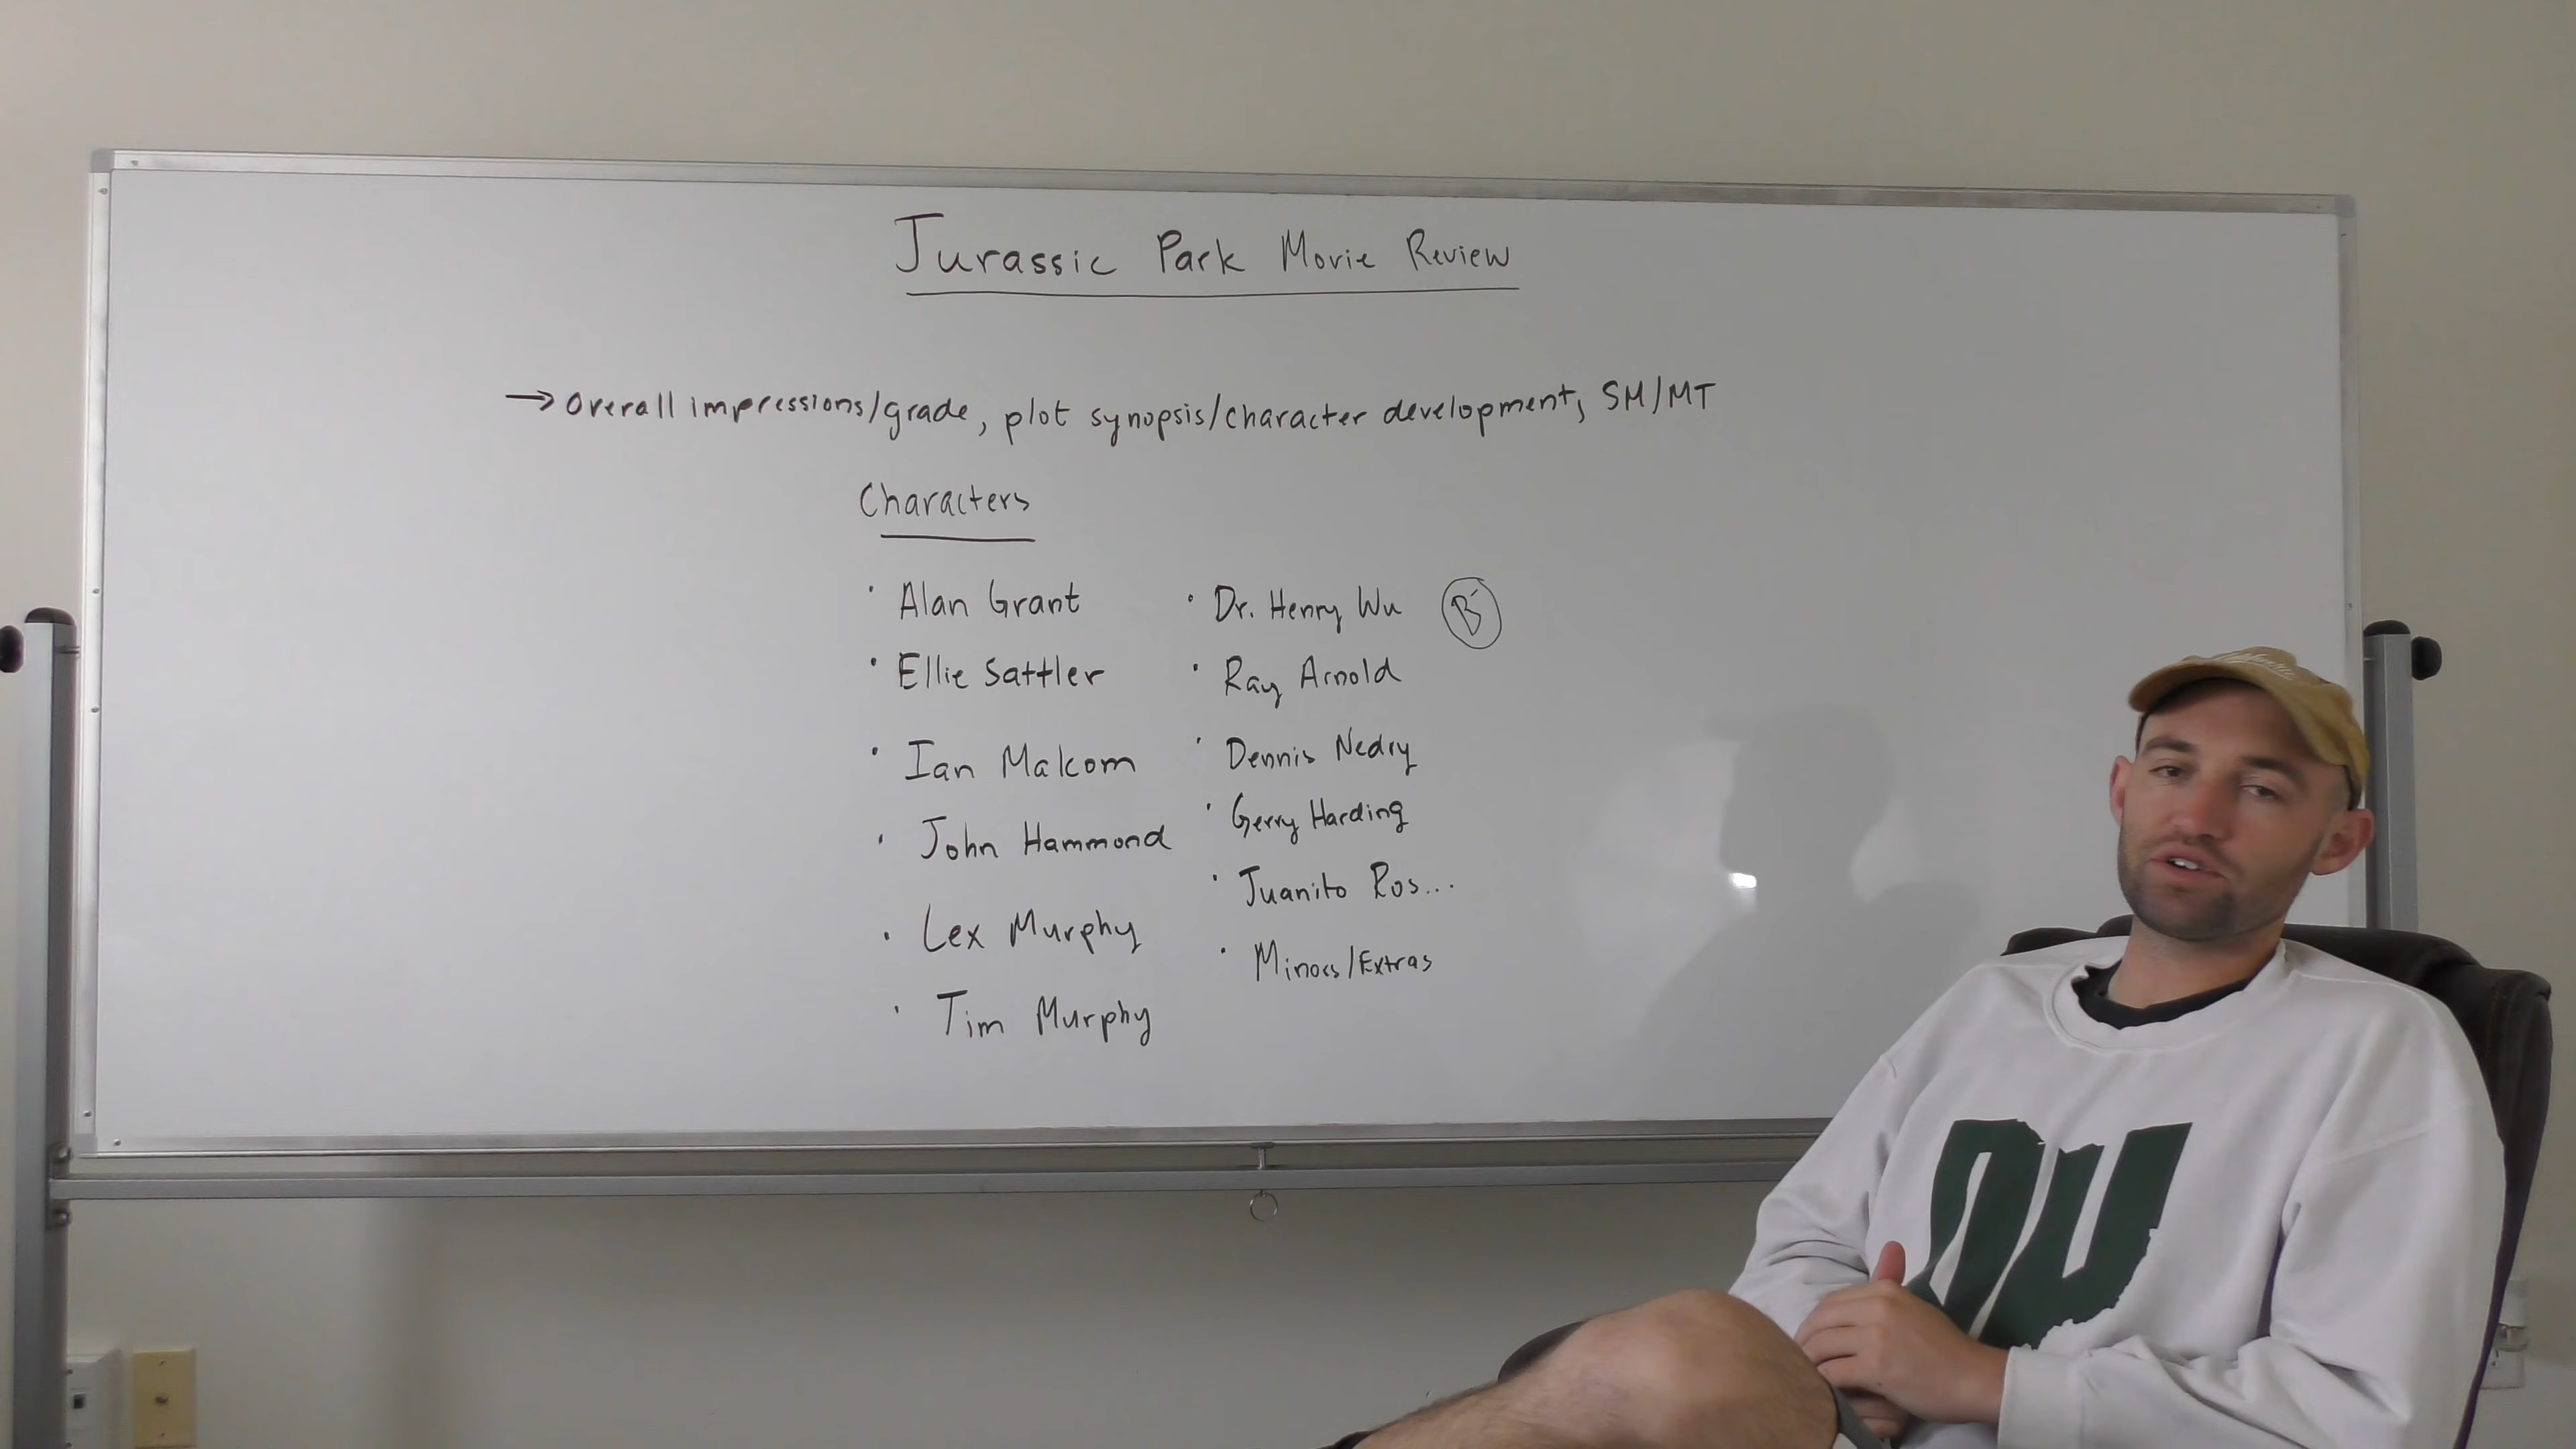 Jurassic Park Movie Review
→ Overall impressions/grade, plot synopsis/character development, SM/MT
Characters
· Alan Grant
· Ellie Sattler
· Ian Malcom
· John Hammond
· Lex Murphy
· Tim Murphy
· Dr. Henry Wu B-
· Ray Arnold
· Dennis Nedry
· Gerry Harding
· Juanito Ros...
· Minors/Extras